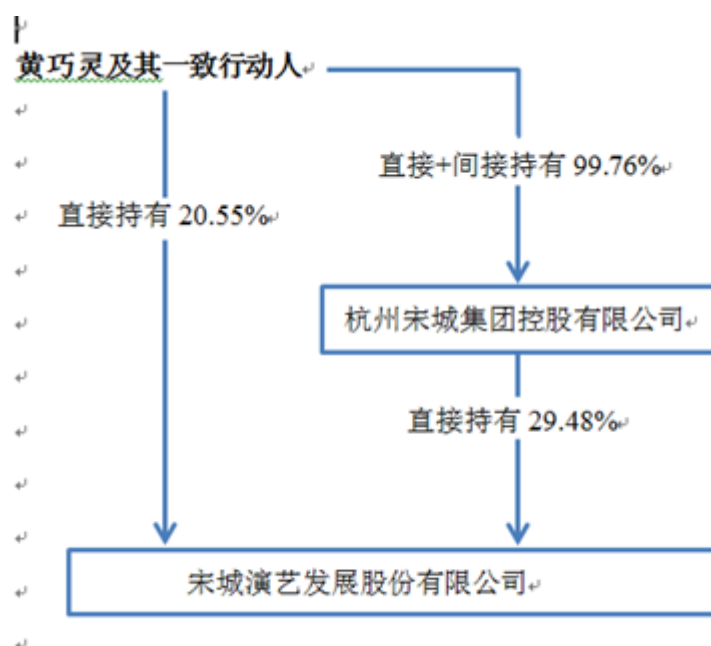 黄巧灵及其一致行动人
直接+间接持有 99.76%
直接持有 20.55%
杭州宋城集团控股有限公司
直接持有 29.48%
宋城演艺发展股份有限公司